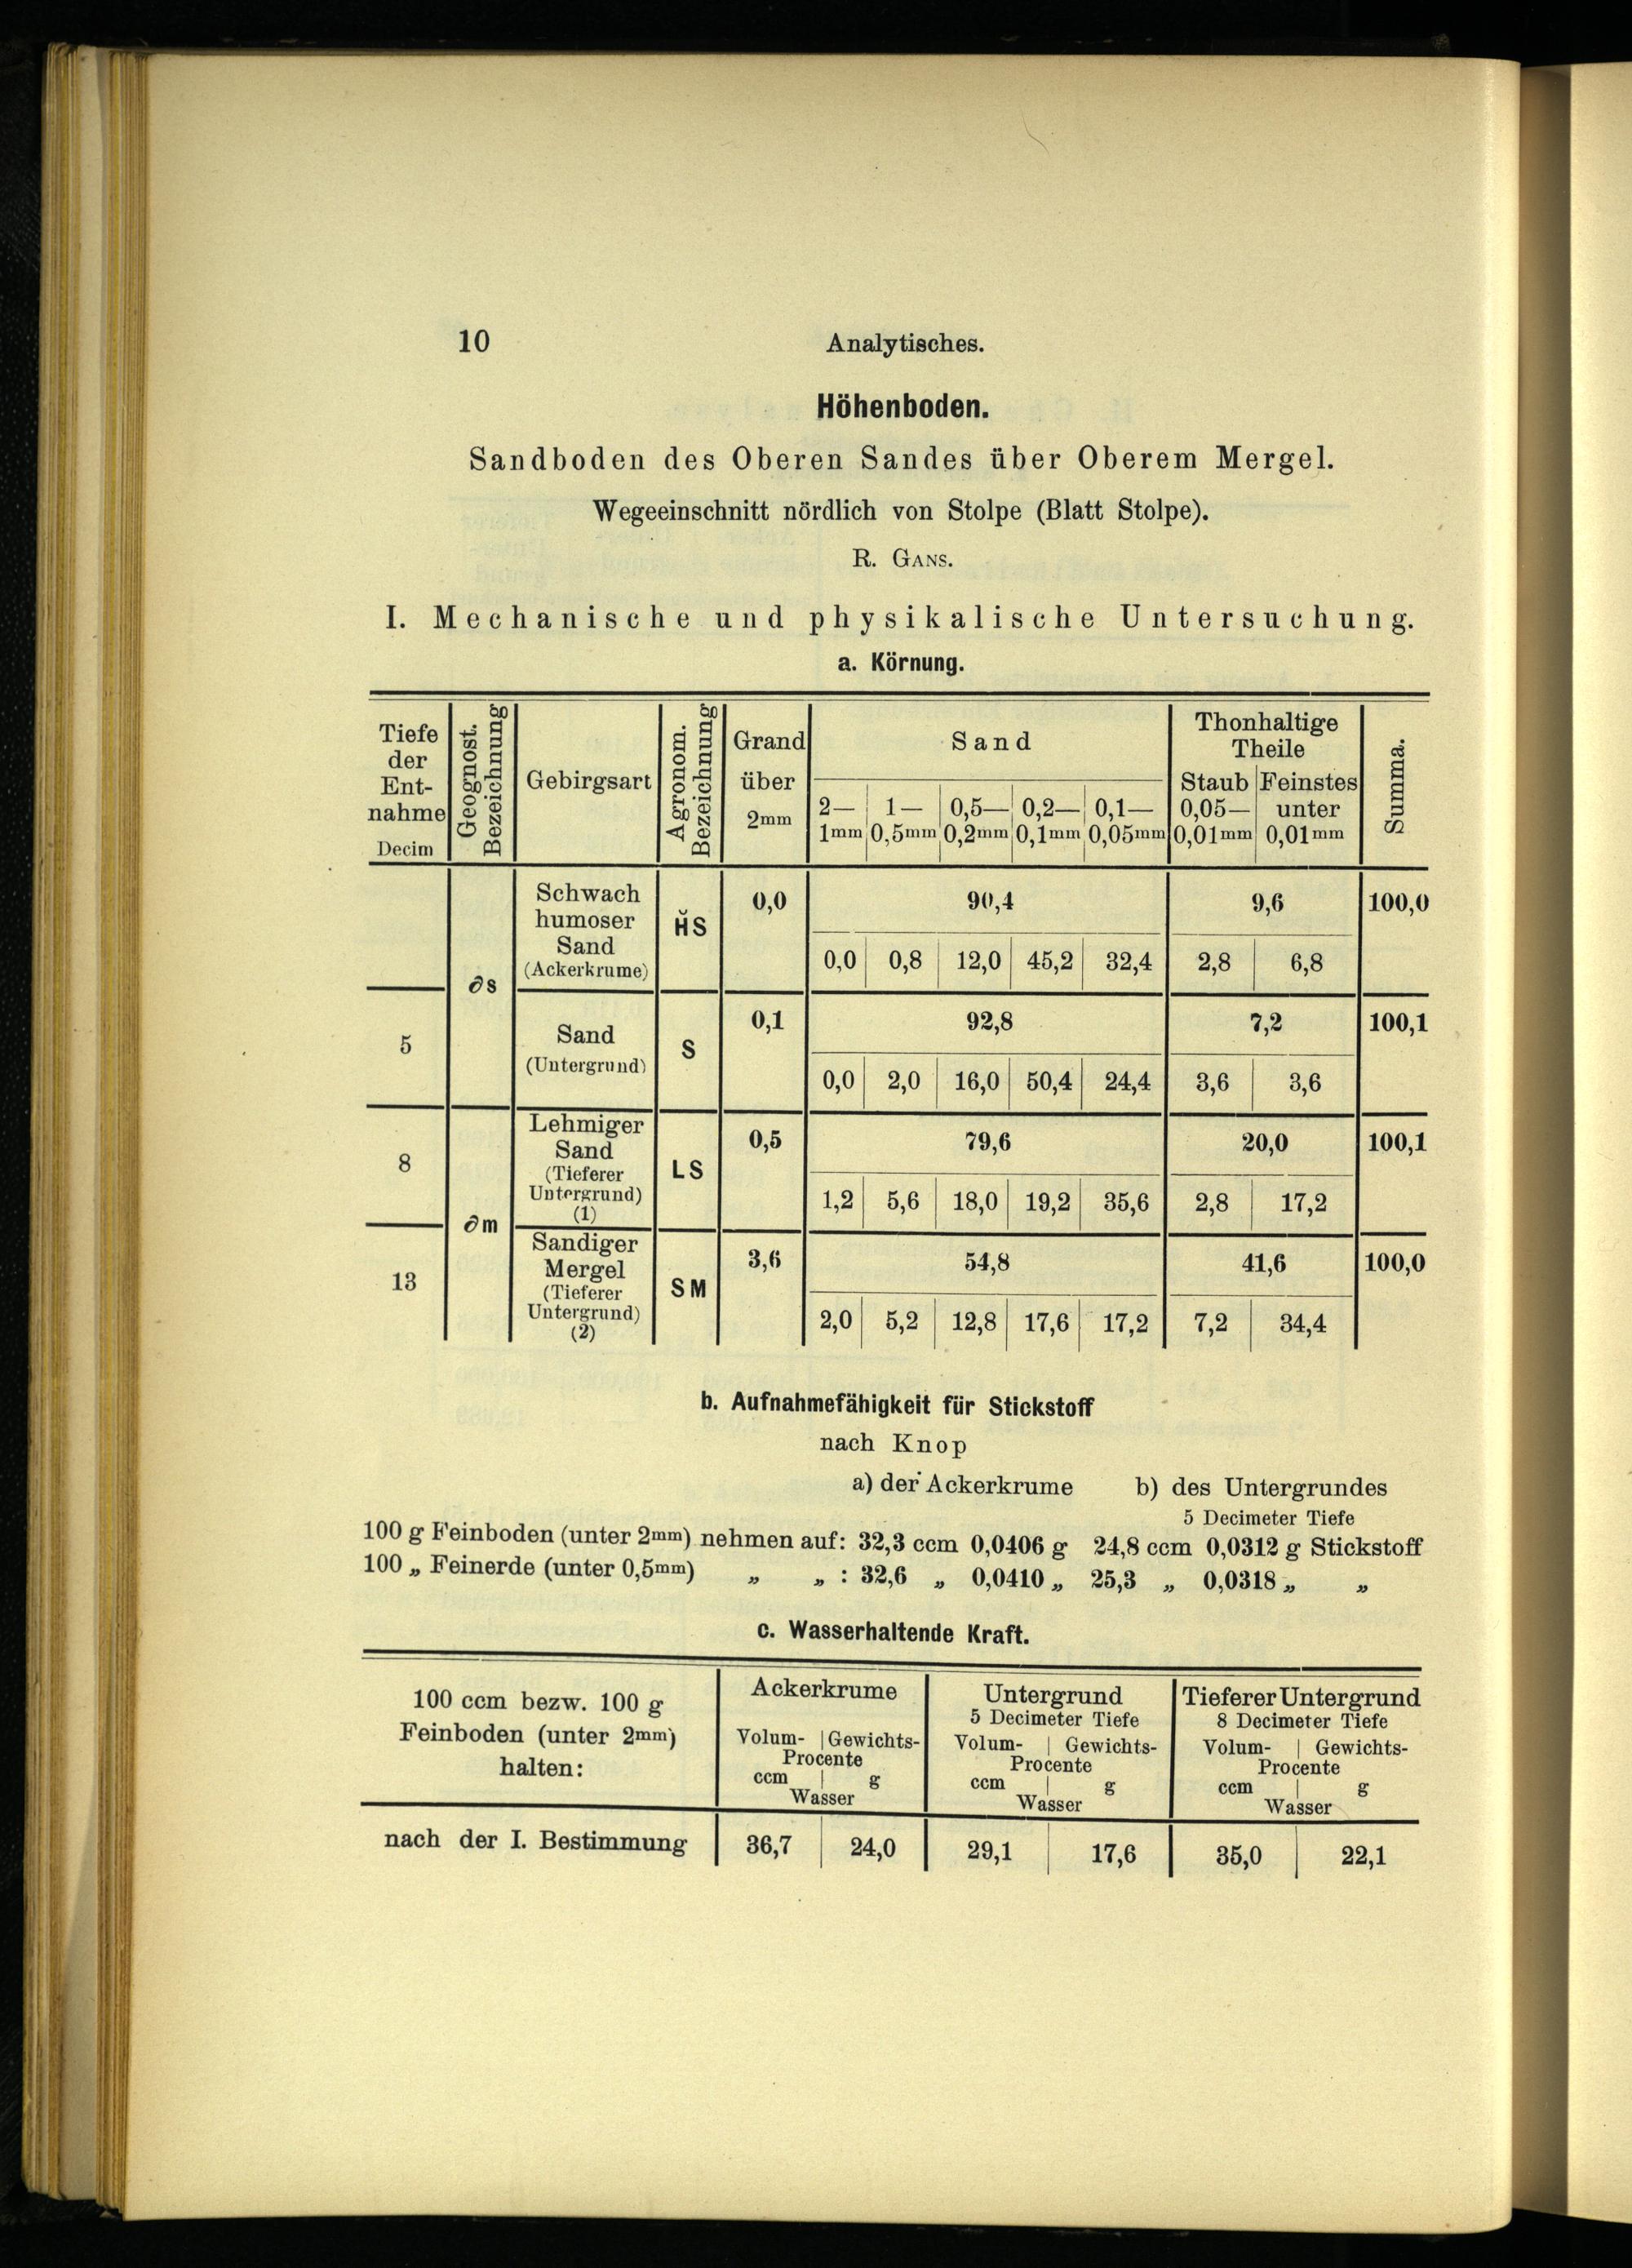 10 Analytisches.
Höhenboden.
Sandboden des Oberen Sandes über Oberem Mergel.
Wegeeinschnitt nördlich von Stolpe (Blatt Stolpe).
R. GANS.
I. Mechanische und physikalische Untersuchung.
a. Körnung.
Tiefe der Ent- nahme Decim | Geognost. Bezeichnung | Gebirgsart | Agronom. Bezeichnung | Grand über 2mm | Sand | Thonhaltige Theile | Summa.
2— 1mm | 1— 0,5mm | 0,5— 0,2mm | 0,2— 0,1mm | 0,1— 0,05mm | Staub 0,05— 0,01mm | Feinstes unter 0,01mm
∂s | Schwach humoser Sand (Ackerkrume) | H̆S | 0,0 | 90,4 | 9,6 | 100,0
0,0 | 0,8 | 12,0 | 45,2 | 32,4 | 2,8 | 6,8
5 | Sand (Untergrund) | S | 0,1 | 92,8 | 7,2 | 100,1
0,0 | 2,0 | 16,0 | 50,4 | 24,4 | 3,6 | 3,6
8 | ∂m | Lehmiger Sand (Tieferer Untergrund) (1) | LS | 0,5 | 79,6 | 20,0 | 100,1
1,2 | 5,6 | 18,0 | 19,2 | 35,6 | 2,8 | 17,2
13 | Sandiger Mergel (Tieferer Untergrund) (2) | SM | 3,6 | 54,8 | 41,6 | 100,0
2,0 | 5,2 | 12,8 | 17,6 | 17,2 | 7,2 | 34,4
b. Aufnahmefähigkeit für Stickstoff
nach Knop
a) der Ackerkrume b) des Untergrundes
5 Decimeter Tiefe
100 g Feinboden (unter 2mm) nehmen auf: 32,3 ccm 0,0406 g 24,8 ccm 0,0312 g Stickstoff
100 „ Feinerde (unter 0,5mm) „ „ : 32,6 „ 0,0410 „ 25,3 „ 0,0318 „ „
c. Wasserhaltende Kraft.
100 ccm bezw. 100 g Feinboden (unter 2mm) halten: | Ackerkrume | Untergrund 5 Decimeter Tiefe | Tieferer Untergrund 8 Decimeter Tiefe
Volum- | Gewichts- Procente | Volum- | Gewichts- Procente | Volum- | Gewichts- Procente
ccm | g Wasser | ccm | g Wasser | ccm | g Wasser
nach der I. Bestimmung | 36,7 | 24,0 | 29,1 | 17,6 | 35,0 | 22,1